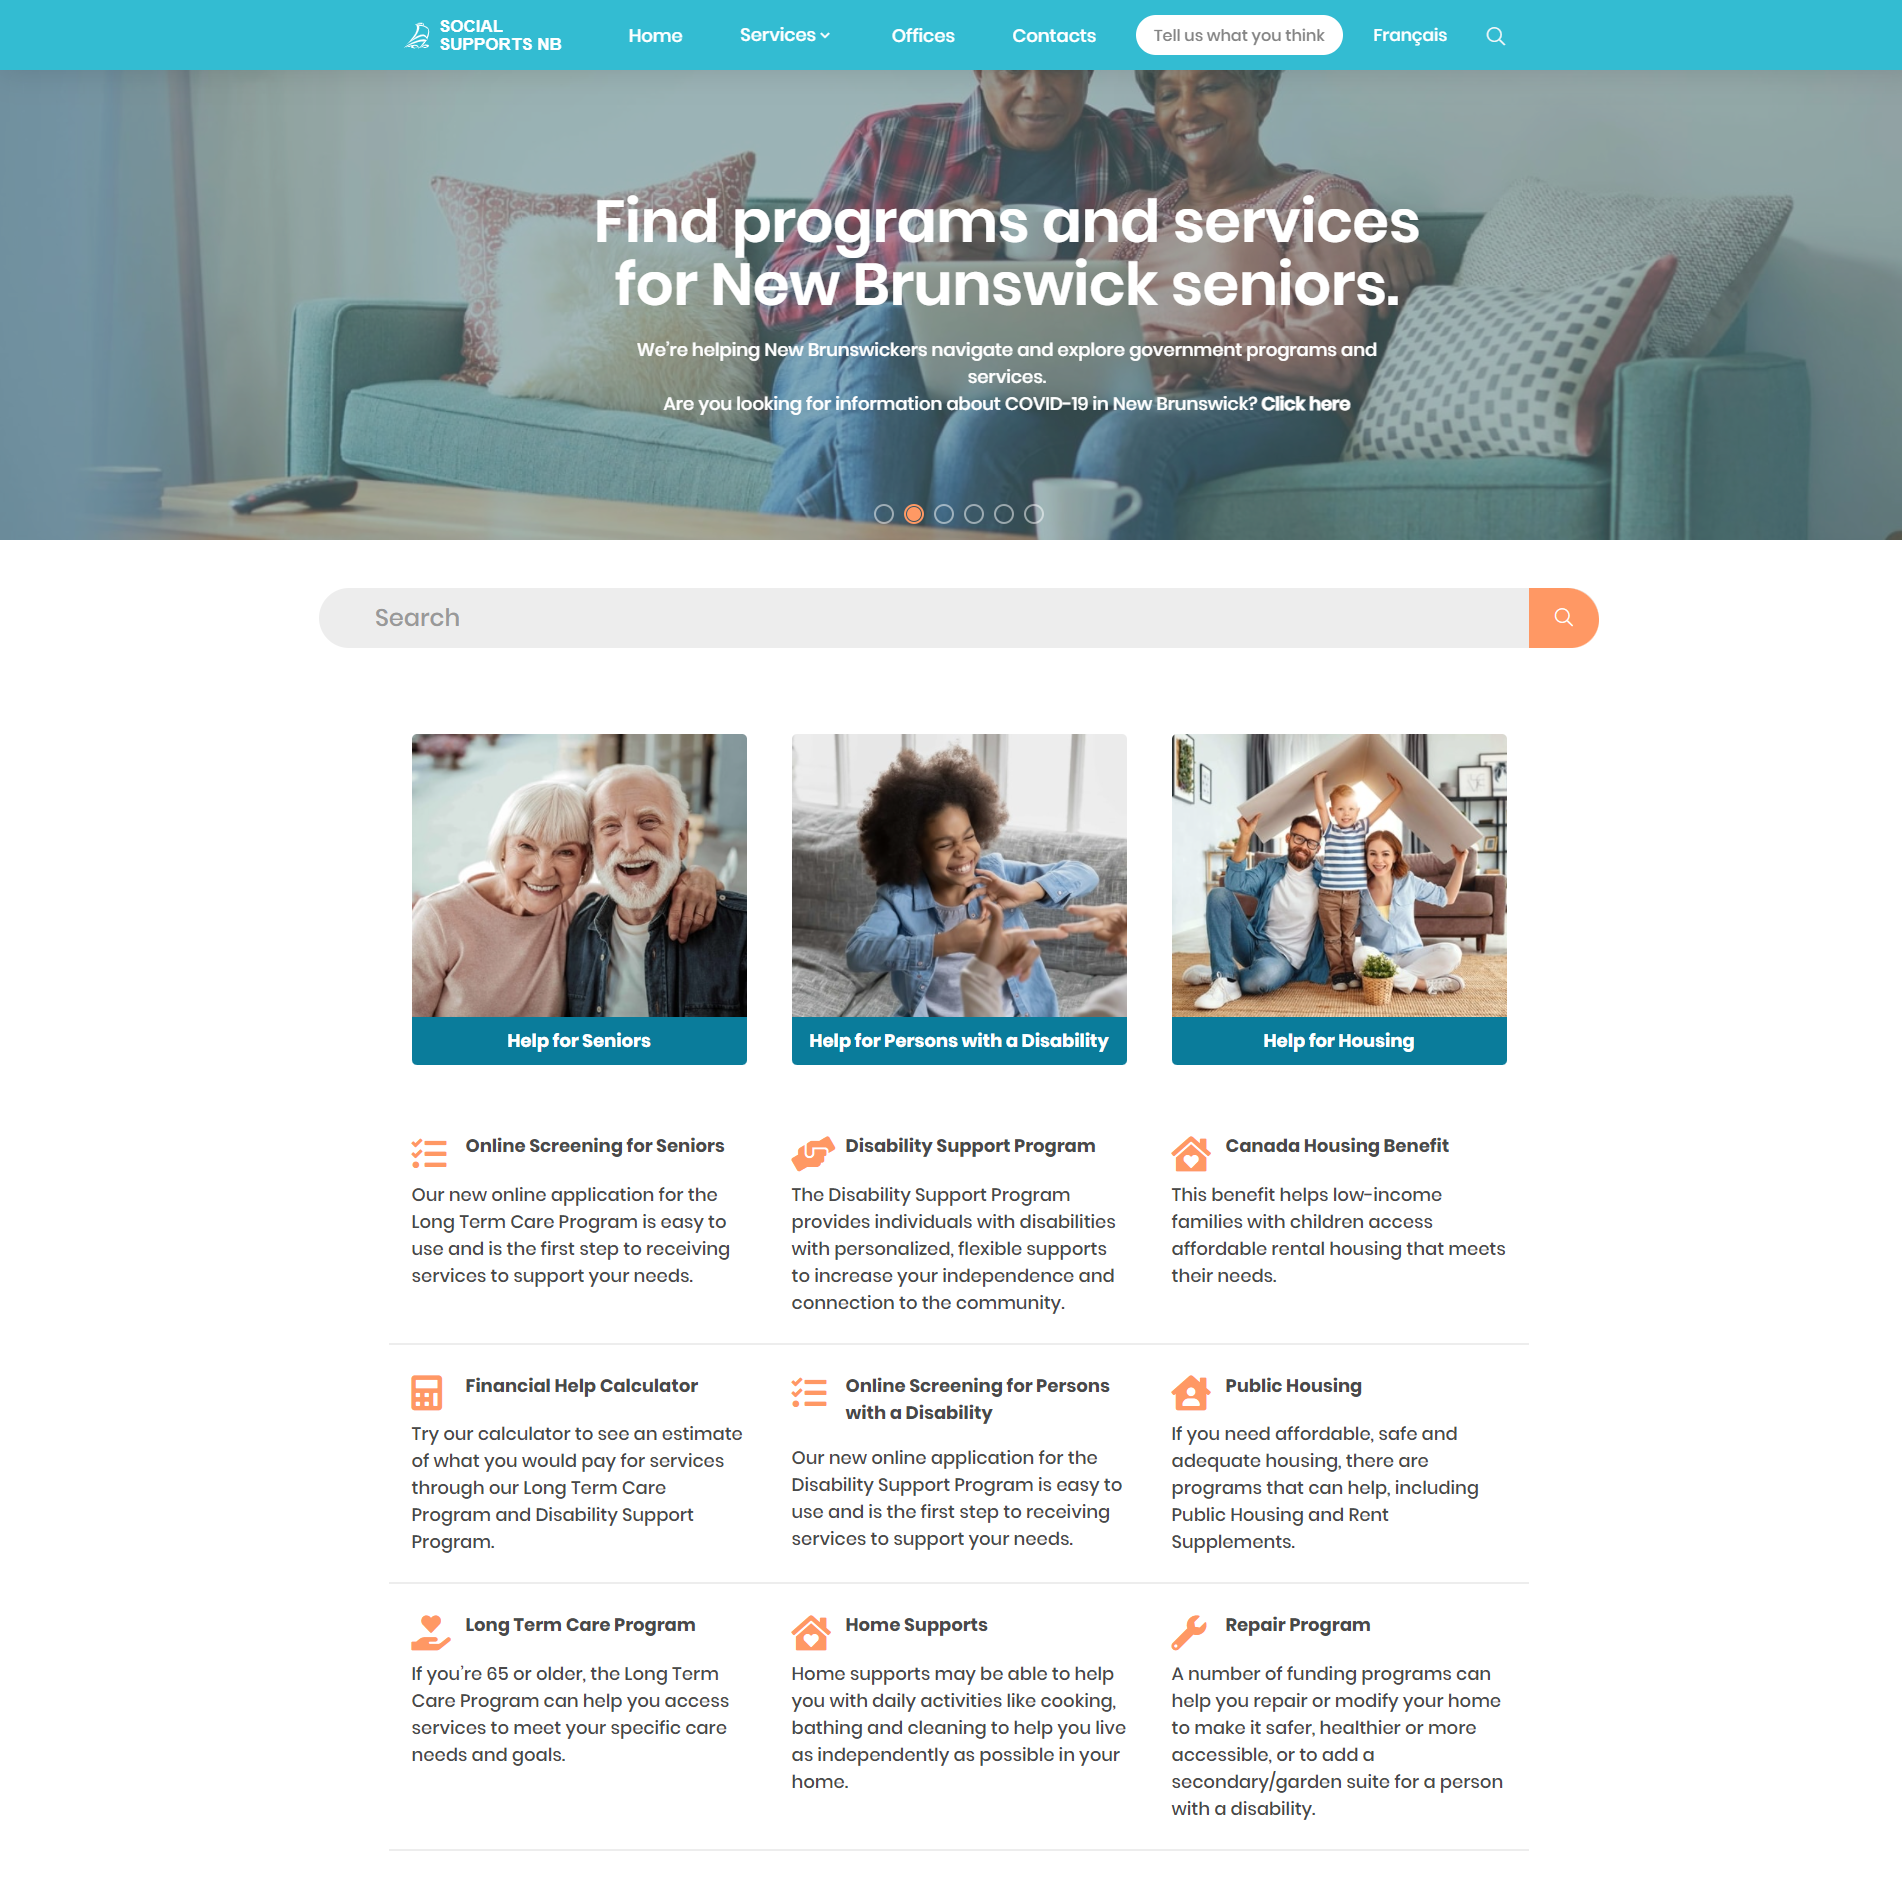 SOCIAL
SUPPORTS NB
Home
Services
Offices
Contacts
Tell us what you think
Français
Find programs and services
for New Brunswick seniors.
We're helping New Brunswickers navigate and explore government programs and
services.
Are you looking for information about COVID-19 in New Brunswick? Click here
Search
Help for Seniors
Help for Persons with a Disability
Help for Housing
Online Screening for Seniors
Our new online application for the
Long Term Care Program is easy to
use and is the first step to receiving
services to support your needs.
Disability Support Program
The Disability Support Program
provides individuals with disabilities
with personalized, flexible supports
to increase your independence and
connection to the community.
Canada Housing Benefit
This benefit helps low-income
families with children access
affordable rental housing that meets
their needs.
Financial Help Calculator
Try our calculator to see an estimate
of what you would pay for services
through our Long Term Care
Program and Disability Support
Program.
Online Screening for Persons
with a Disability
Our new online application for the
Disability Support Program is easy to
use and is the first step to receiving
services to support your needs.
Public Housing
If you need affordable, safe and
adequate housing, there are
programs that can help, including
Public Housing and Rent
Supplements.
Long Term Care Program
If you're 65 or older, the Long Term
Care Program can help you access
services to meet your specific care
needs and goals.
Home Supports
Home supports may be able to help
you with daily activities like cooking,
bathing and cleaning to help you live
as independently as possible in your
home.
Repair Program
A number of funding programs can
help you repair or modify your home
to make it safer, healthier or more
accessible, or to add a
secondary/garden suite for a person
with a disability.